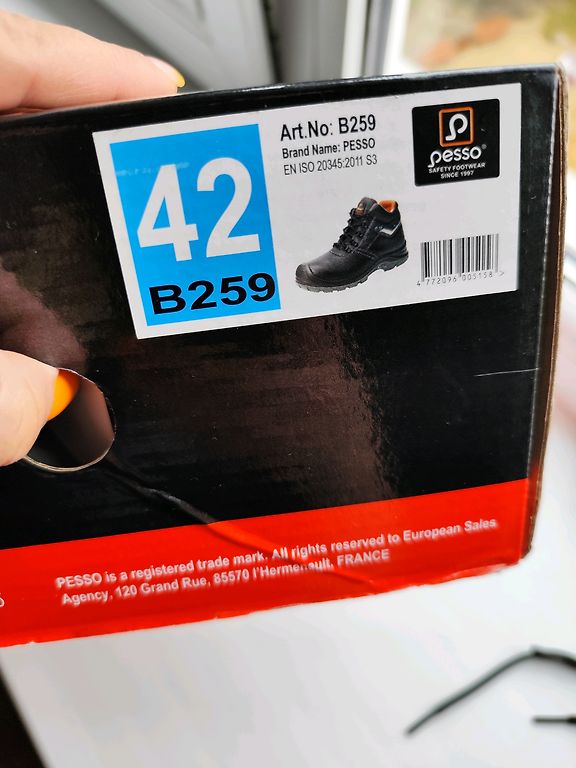 42
B259
Art.No: B259
Brand Name: PESSO
EN ISO 20345:2011 S3
pesso®
SAFETY FOOTWEAR
SINCE 1997
4 772096 005158 >
PESSO is a registered trade mark. All rights reserved to European Sales
Agency, 120 Grand Rue, 85570 l'Hermenault, FRANCE